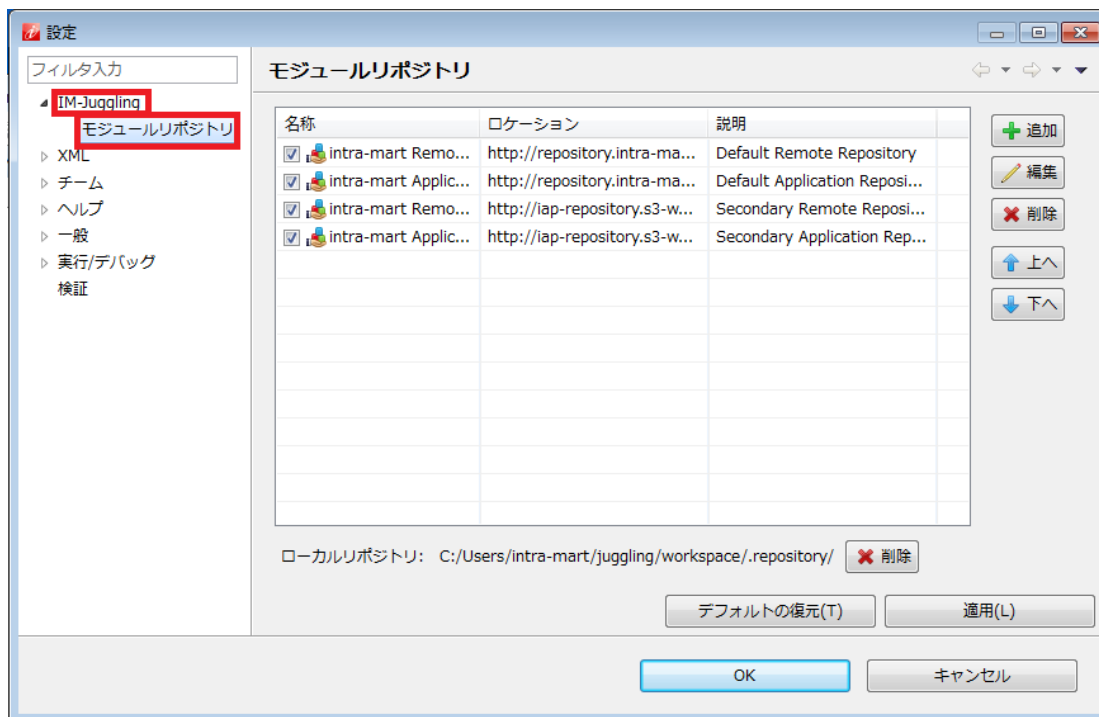 設定
フィルタ入力
IM-Juggling
モジュールリポジトリ
XML
チーム
ヘルプ
一般
実行/デバッグ
検証
モジュールリポジトリ
名称 ロケーション 説明
intra-mart Remo... http://repository.intra-ma... Default Remote Repository
intra-mart Applic... http://repository.intra-ma... Default Application Reposi...
intra-mart Remo... http://iap-repository.s3-w... Secondary Remote Reposi...
intra-mart Applic... http://iap-repository.s3-w... Secondary Application Rep...
追加
編集
削除
上へ
下へ
ローカルリポジトリ: C:/Users/intra-mart/juggling/workspace/.repository/ 削除
デフォルトの復元(T) 適用(L)
OK キャンセル